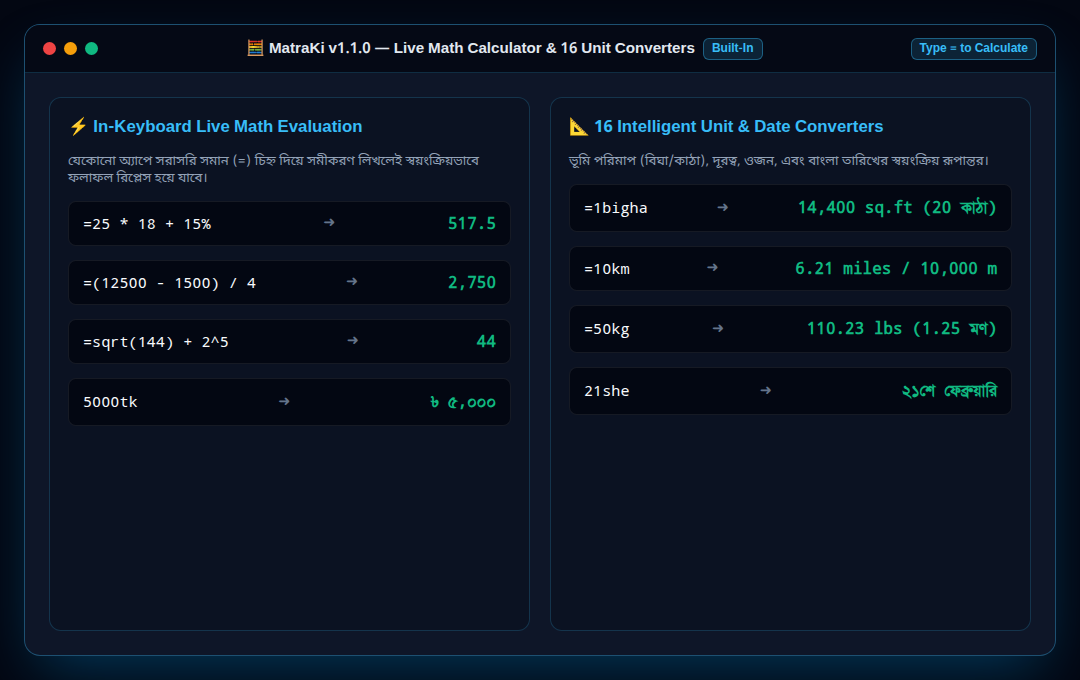 🧮 MatraKi v1.1.0 — Live Math Calculator & 16 Unit Converters Built-In Type = to Calculate
⚡ In-Keyboard Live Math Evaluation
যেকোনো অ্যাপে সরাসরি সমান (=) চিহ্ন দিয়ে সমীকরণ লিখলেই স্বয়ংক্রিয়ভাবে
ফলাফল রিপ্লেস হয়ে যাবে।
=25 * 18 + 15% → 517.5
=(12500 - 1500) / 4 → 2,750
=sqrt(144) + 2^5 → 44
5000tk → ৳ ৫,০০০
📐 16 Intelligent Unit & Date Converters
ভূমি পরিমাপ (বিঘা/কাঠা), দূরত্ব, ওজন, এবং বাংলা তারিখের স্বয়ংক্রিয় রূপান্তর।
=1bigha → 14,400 sq.ft (20 কাঠা)
=10km → 6.21 miles / 10,000 m
=50kg → 110.23 lbs (1.25 মণ)
21she → ২১শে ফেব্রুয়ারি